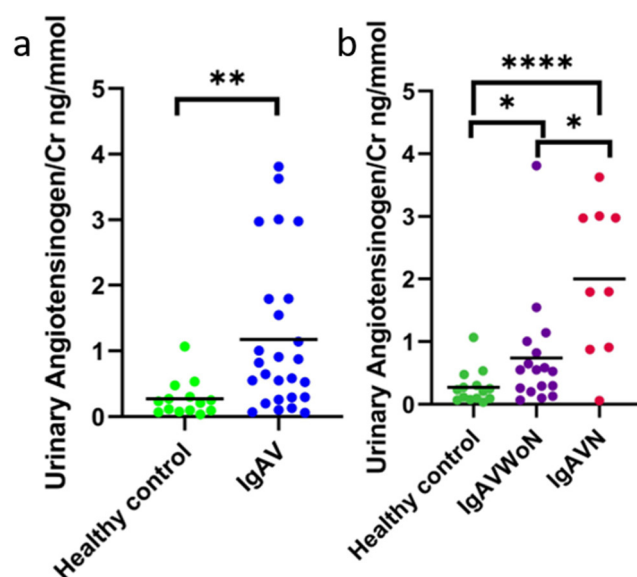 a
Urinary Angiotensinogen/Cr ng/mmol
5
4
3
2
1
0
**
Healthy control
IgAV
b
Urinary Angiotensinogen/Cr ng/mmol
5
4
3
2
1
0
****
*
*
Healthy control
IgAVWoN
IgAVN